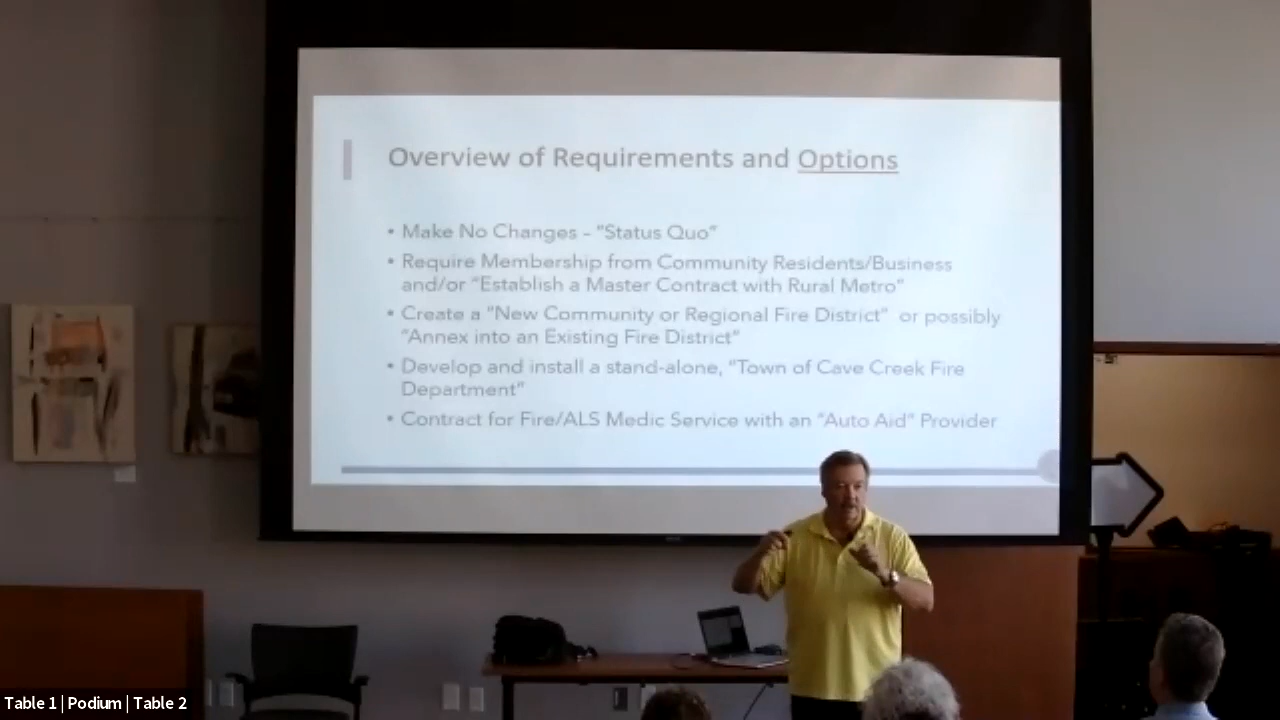 Overview of Requirements and Options
• Make No Changes – "Status Quo"
• Require Membership from Community Residents/Business
and/or "Establish a Master Contract with Rural Metro"
• Create a "New Community or Regional Fire District" or possibly
"Annex into an Existing Fire District"
• Develop and install a stand-alone, "Town of Cave Creek Fire
Department"
• Contract for Fire/ALS Medic Service with an "Auto Aid" Provider
Table 1 | Podium | Table 2